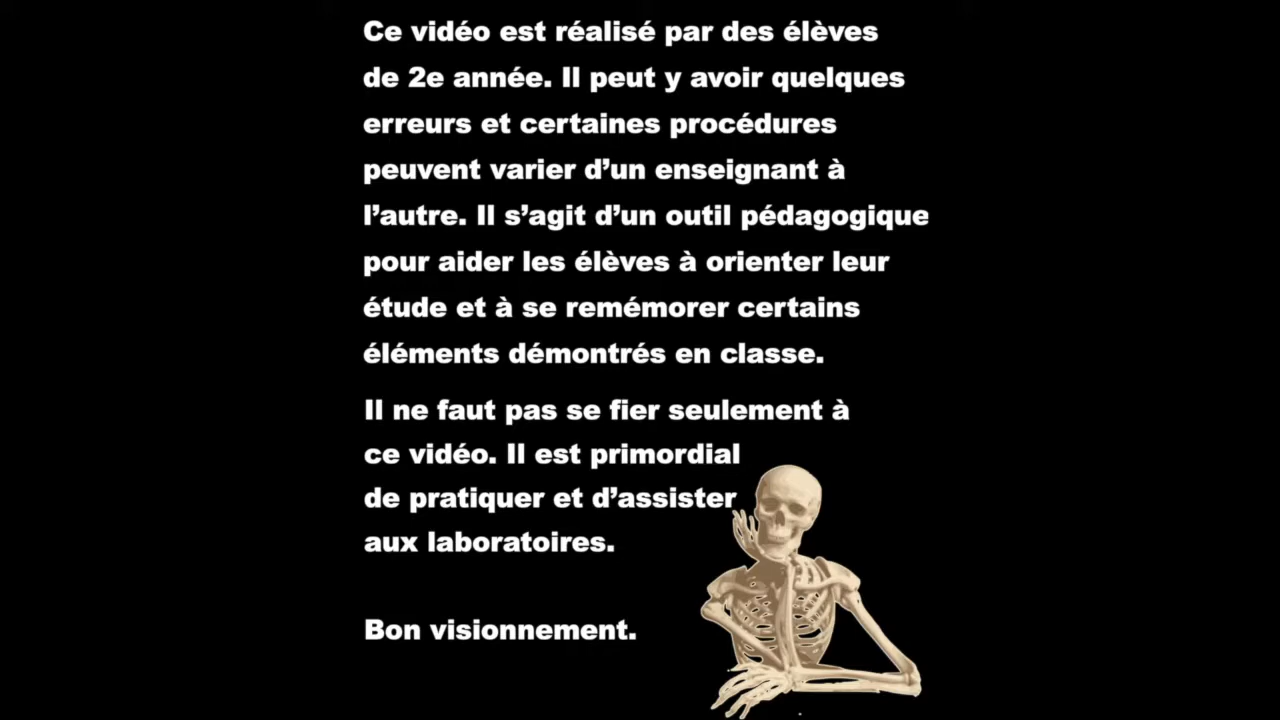 Ce vidéo est réalisé par des élèves
de 2e année. Il peut y avoir quelques
erreurs et certaines procédures
peuvent varier d’un enseignant à
l’autre. Il s’agit d’un outil pédagogique
pour aider les élèves à orienter leur
étude et à se remémorer certains
éléments démontrés en classe.
Il ne faut pas se fier seulement à
ce vidéo. Il est primordial
de pratiquer et d’assister
aux laboratoires.
Bon visionnement.